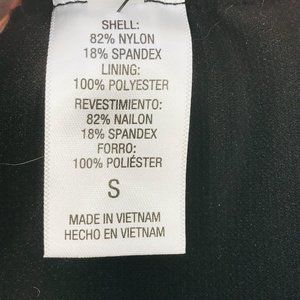 SHELL:
82% NYLON
18% SPANDEX
LINING:
100% POLYESTER
REVESTIMIENTO:
82% NAILON
18% SPANDEX
FORRO:
100% POLIÉSTER
S
MADE IN VIETNAM
HECHO EN VIETNAM